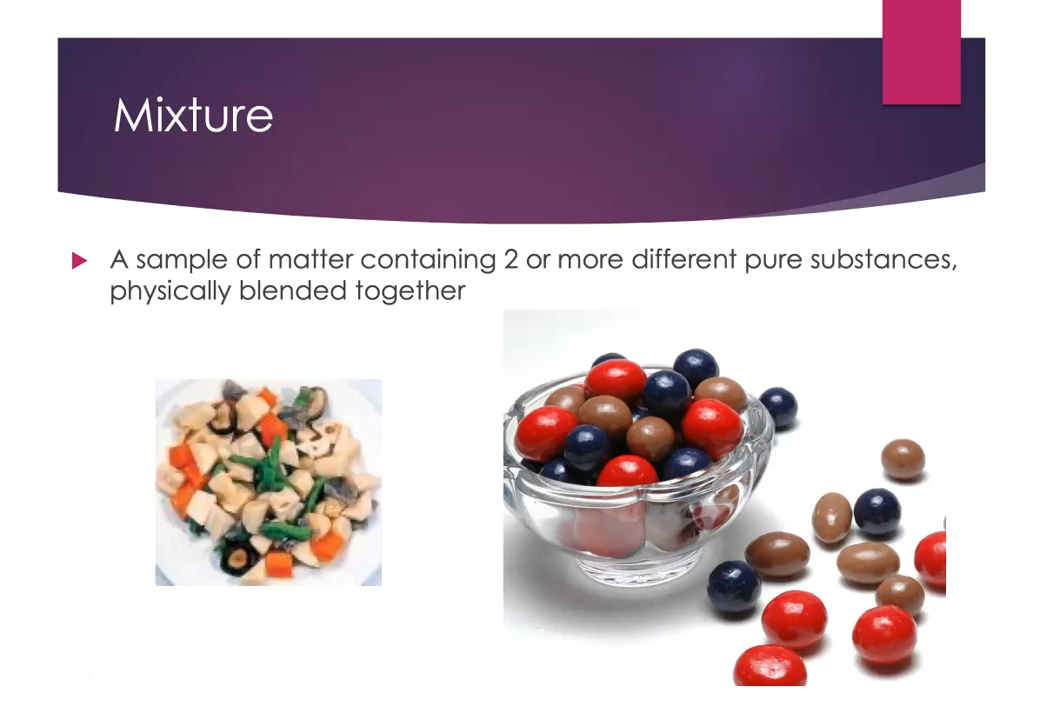 Mixture
A sample of matter containing 2 or more different pure substances,
physically blended together